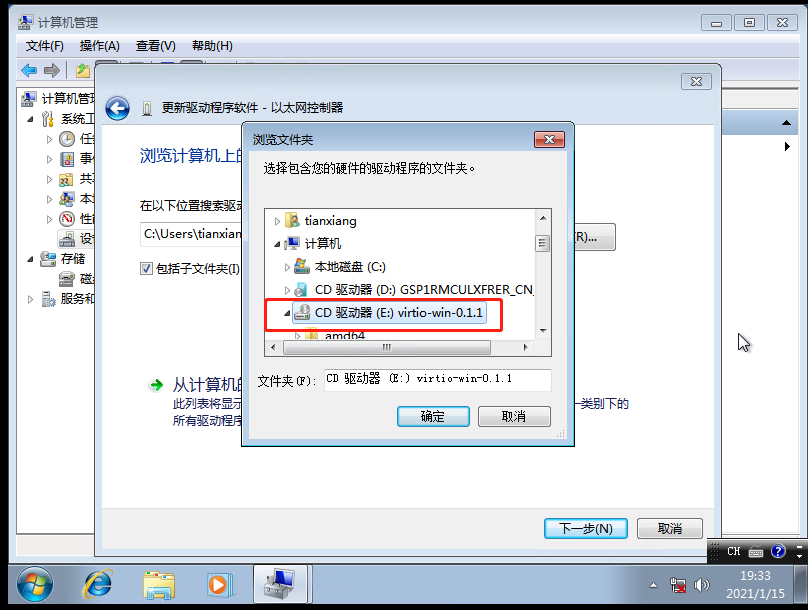 计算机管理
文件(F) 操作(A) 查看(V) 帮助(H)
计算机管理
系统工
任
事
共
本
性能
设
存储
磁
服务和
更新驱动程序软件 - 以太网控制器
浏览计算机上的
在以下位置搜索驱动
C:\Users\tianxian
(R)...
包括子文件夹(I)
从计算机的
此列表将显示
一类别下的
所有驱动程序
下一步(N)
取消
浏览文件夹
选择包含您的硬件的驱动程序的文件夹。
tianxiang
计算机
本地磁盘 (C:)
CD 驱动器 (D:) GSP1RMCULXFRER_CN_
CD 驱动器 (E:) virtio-win-0.1.1
amd64
文件夹(F): CD 驱动器 (E:) virtio-win-0.1.1
确定
取消
CH
19:33
2021/1/15